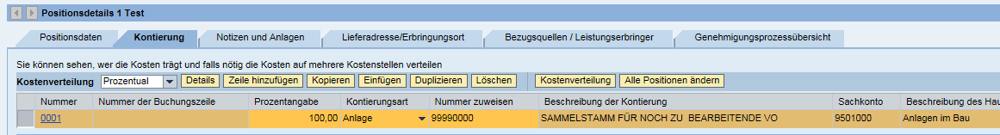 Positionsdetails 1 Test
Positionsdaten Kontierung Notizen und Anlagen Lieferadresse/Erbringungsort Bezugsquellen / Leistungserbringer Genehmigungsprozessübersicht
Sie können sehen, wer die Kosten trägt und falls nötig die Kosten auf mehrere Kostenstellen verteilen
Kostenverteilung Prozentual Details Zeile hinzufügen Kopieren Einfügen Duplizieren Löschen Kostenverteilung Alle Positionen ändern
Nummer Nummer der Buchungszeile Prozentangabe Kontierungsart Nummer zuweisen Beschreibung der Kontierung Sachkonto Beschreibung des Hau
0001 100,00 Anlage 99990000 SAMMELSTAMM FÜR NOCH ZU BEARBEITENDE VO 9501000 Anlagen im Bau